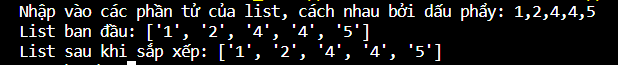 Nhập vào các phần tử của list, cách nhau bởi dấu phẩy: 1,2,4,4,5
List ban đầu: ['1', '2', '4', '4', '5']
List sau khi sắp xếp: ['1', '2', '4', '4', '5']